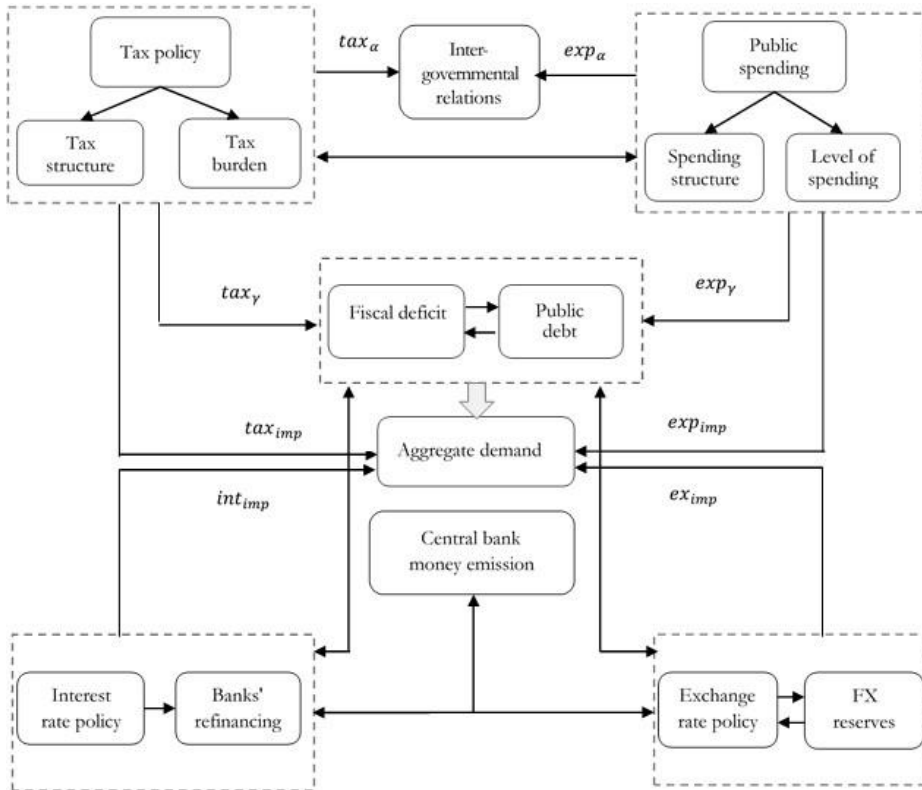 Tax policy
tax_α
Inter-
governmental
relations
exp_α
Public
spending
Tax
structure
Tax
burden
Spending
structure
Level of
spending
tax_γ
Fiscal deficit
Public
debt
exp_γ
tax_imp
Aggregate demand
exp_imp
int_imp
ex_imp
Central bank
money emission
Interest
rate policy
Banks'
refinancing
Exchange
rate policy
FX
reserves